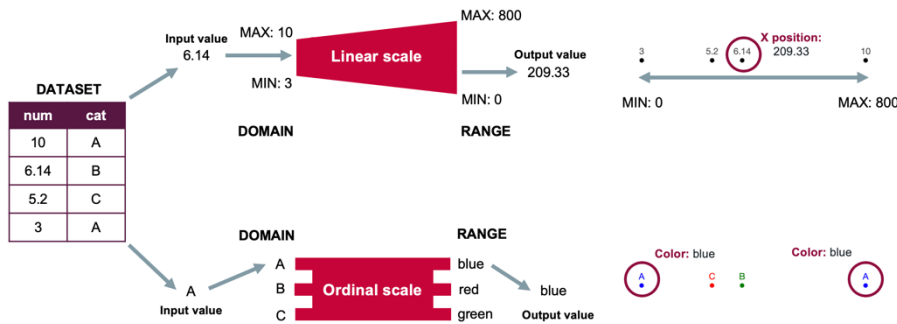 DATASET
num cat
10 A
6.14 B
5.2 C
3 A
Input value
6.14
MAX: 10
MIN: 3
Linear scale
MAX: 800
MIN: 0
Output value
209.33
DOMAIN
RANGE
X position:
209.33
3 5.2 6.14 10
MIN: 0
MAX: 800
DOMAIN
RANGE
A
Input value
A
B
C
Ordinal scale
blue
red
green
blue
Output value
Color: blue
Color: blue
A C B A